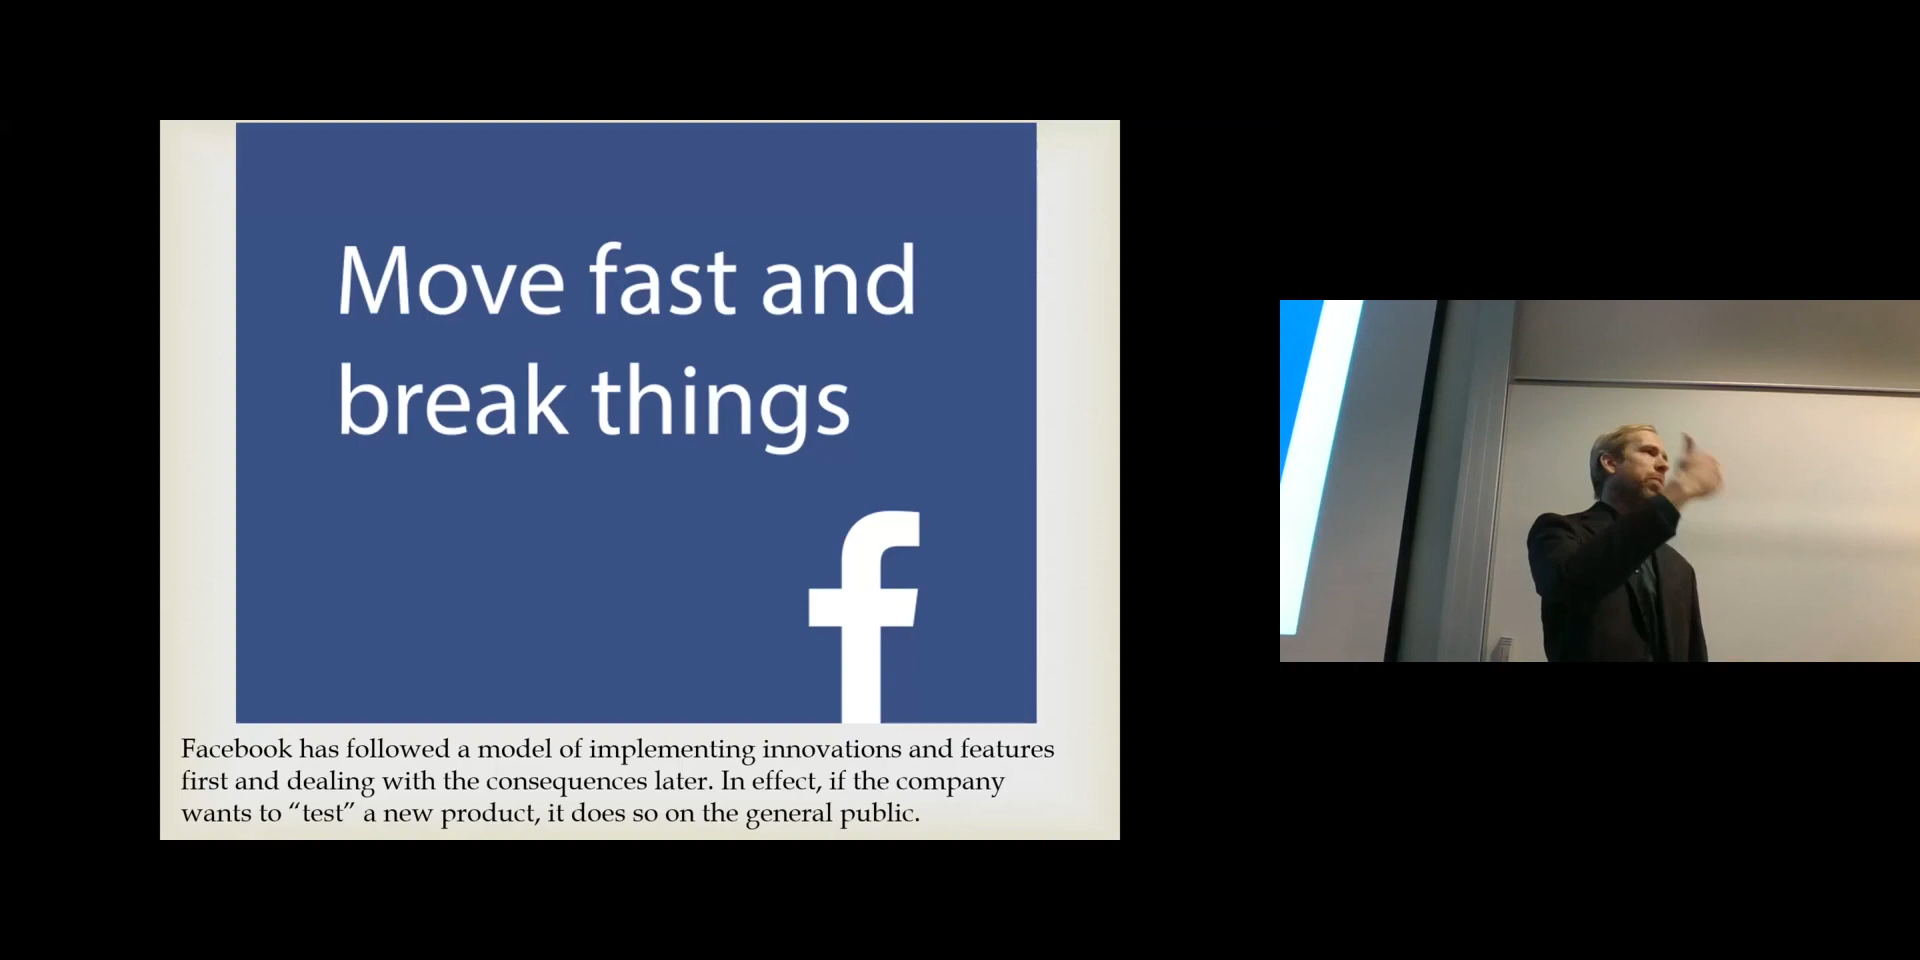 Move fast and
break things
f
Facebook has followed a model of implementing innovations and features
first and dealing with the consequences later. In effect, if the company
wants to “test” a new product, it does so on the general public.